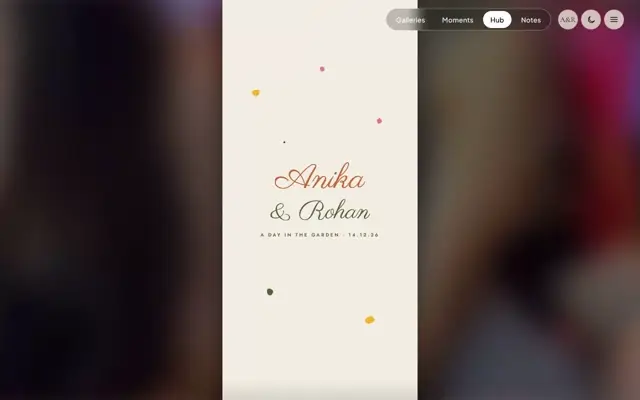 Galleries Moments Hub Notes A&R
Anika
& Rohan
A DAY IN THE GARDEN · 14.12.26